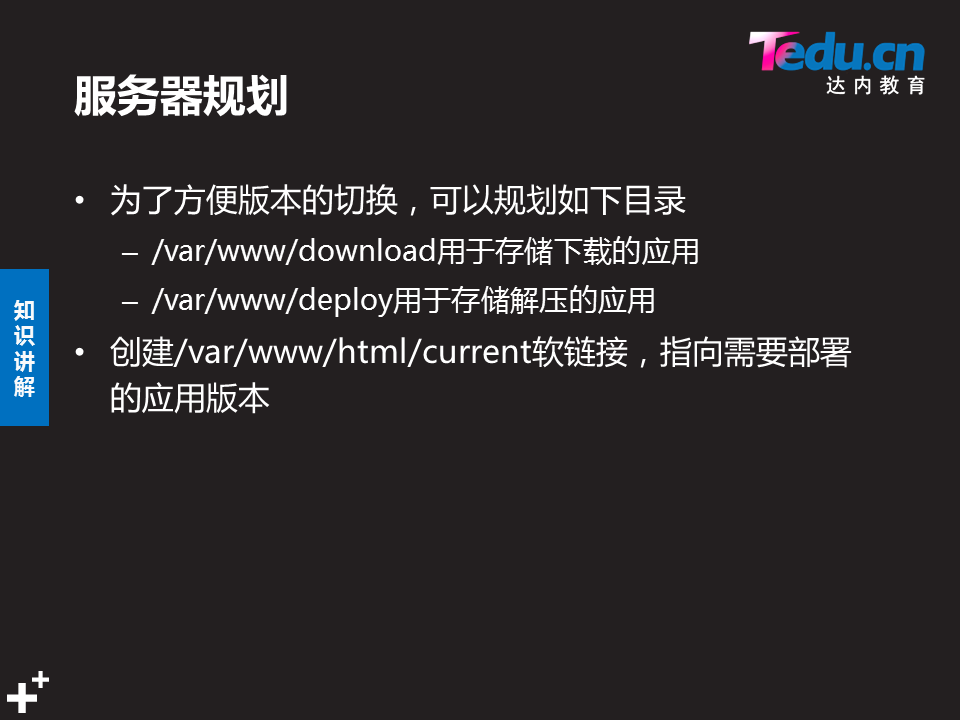 Tedu.cn
达内教育
服务器规划
• 为了方便版本的切换，可以规划如下目录
– /var/www/download用于存储下载的应用
– /var/www/deploy用于存储解压的应用
• 创建/var/www/html/current软链接，指向需要部署
的应用版本
知
识
讲
解